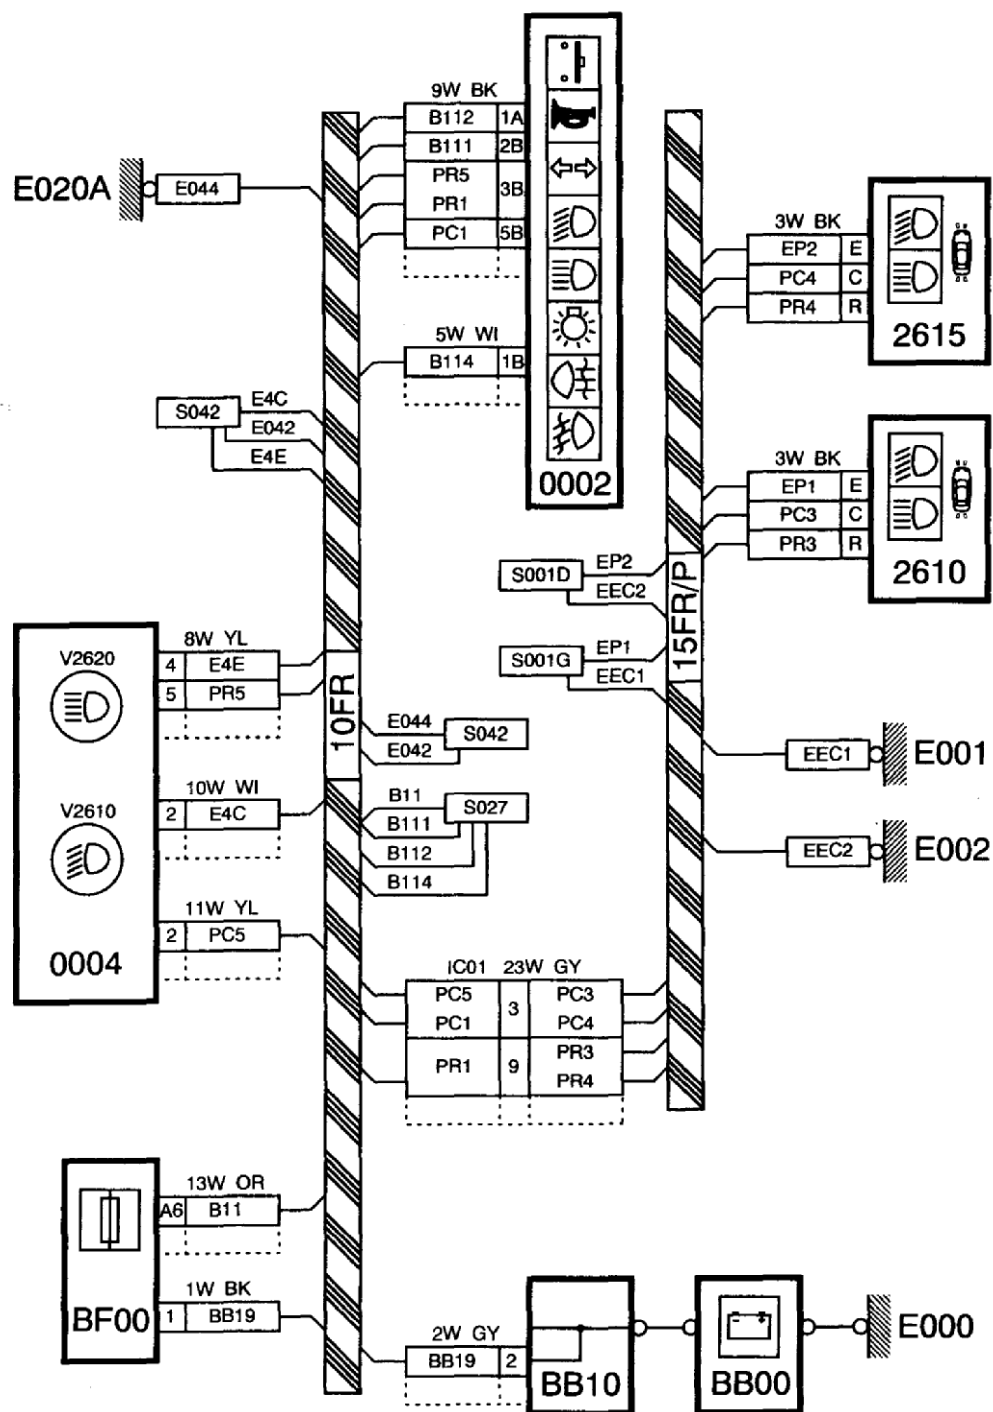 9W BK
B112 1A
B111 2B
PR5
3B
PR1
PC1 5B
E020A
E044
5W WI
B114 1B
0002
3W BK
EP2 E
PC4 C
PR4 R
2615
S042
E4C
E042
E4E
3W BK
EP1 E
PC3 C
PR3 R
2610
S001D
EP2
EEC2
S001G
EP1
EEC1
15FR/P
10FR
V2620
8W YL
4 E4E
5 PR5
E044
E042
S042
EEC1
E001
V2610
10W WI
2 E4C
B11
B111
B112
B114
S027
EEC2
E002
11W YL
2 PC5
0004
IC01 23W GY
PC5 3 PC3
PC1 PC4
PR1 9 PR3
PR4
13W OR
A6 B11
1W BK
1 BB19
BF00
2W GY
BB19 2
BB10
BB00
E000